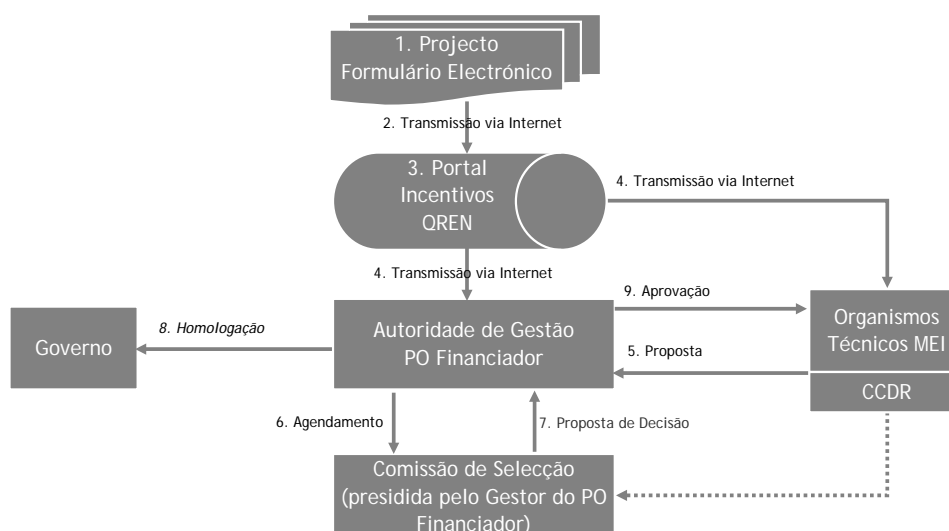 1. Projecto
Formulário Electrónico
2. Transmissão via Internet
3. Portal
Incentivos
QREN
4. Transmissão via Internet
4. Transmissão via Internet
9. Aprovação
Governo
8. Homologação
Autoridade de Gestão
PO Financiador
Organismos
Técnicos MEI
5. Proposta
CCDR
6. Agendamento
7. Proposta de Decisão
Comissão de Selecção
(presidida pelo Gestor do PO
Financiador)